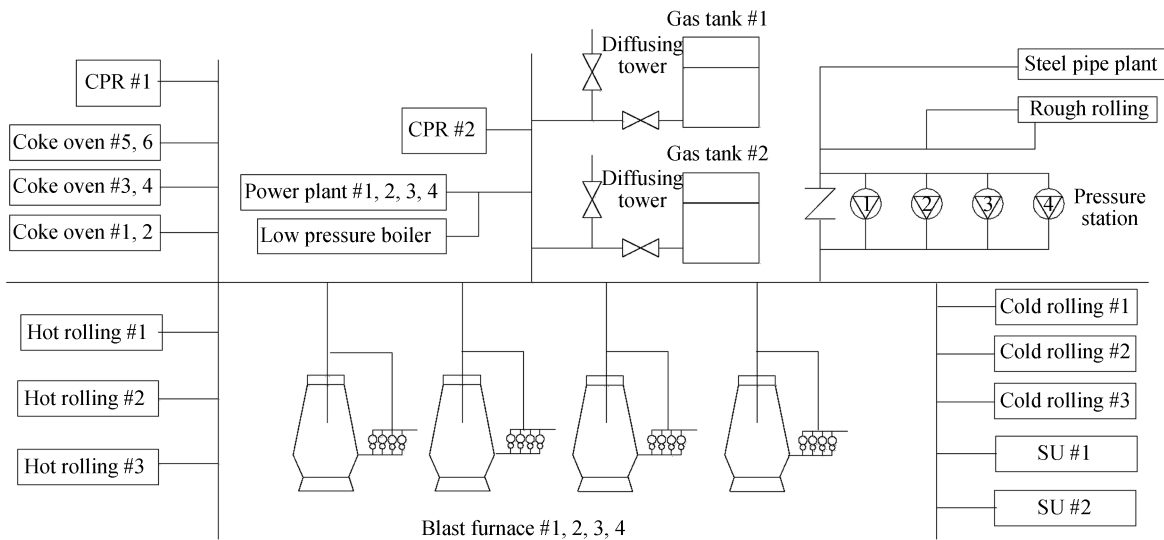 Gas tank #1
Diffusing
tower
CPR #1
Steel pipe plant
Rough rolling
CPR #2
Coke oven #5, 6
Gas tank #2
Coke oven #3, 4
Power plant #1, 2, 3, 4
Diffusing
tower
1 2 3 4
Pressure
station
Coke oven #1, 2
Low pressure boiler
Hot rolling #1
Cold rolling #1
Cold rolling #2
Hot rolling #2
Cold rolling #3
Hot rolling #3
SU #1
SU #2
Blast furnace #1, 2, 3, 4